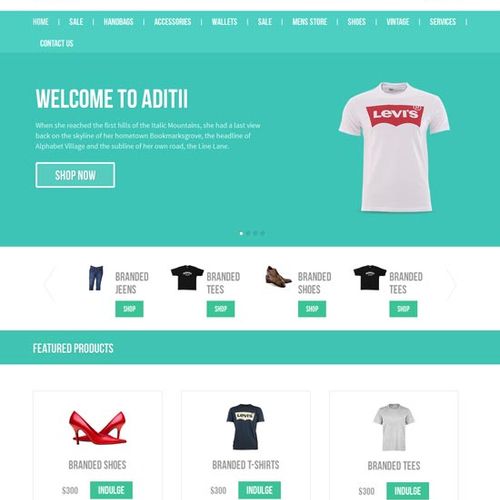 HOME | SALE | HANDBAGS | ACCESSORIES | WALLETS | SALE | MENS STORE | SHOES | VINTAGE | SERVICES |
CONTACT US
WELCOME TO ADITII
When she reached the first hills of the Italic Mountains, she had a last view
back on the skyline of her hometown Bookmarksgrove, the headline of
Alphabet Village and the subline of her own road, the Line Lane.
SHOP NOW
LEVI'S
BRANDED
JEENS
SHOP
BRANDED
TEES
SHOP
BRANDED
SHOES
SHOP
BRANDED
TEES
SHOP
FEATURED PRODUCTS
BRANDED SHOES
$300 INDULGE
LEVI'S
BRANDED T-SHIRTS
$300 INDULGE
BRANDED TEES
$300 INDULGE